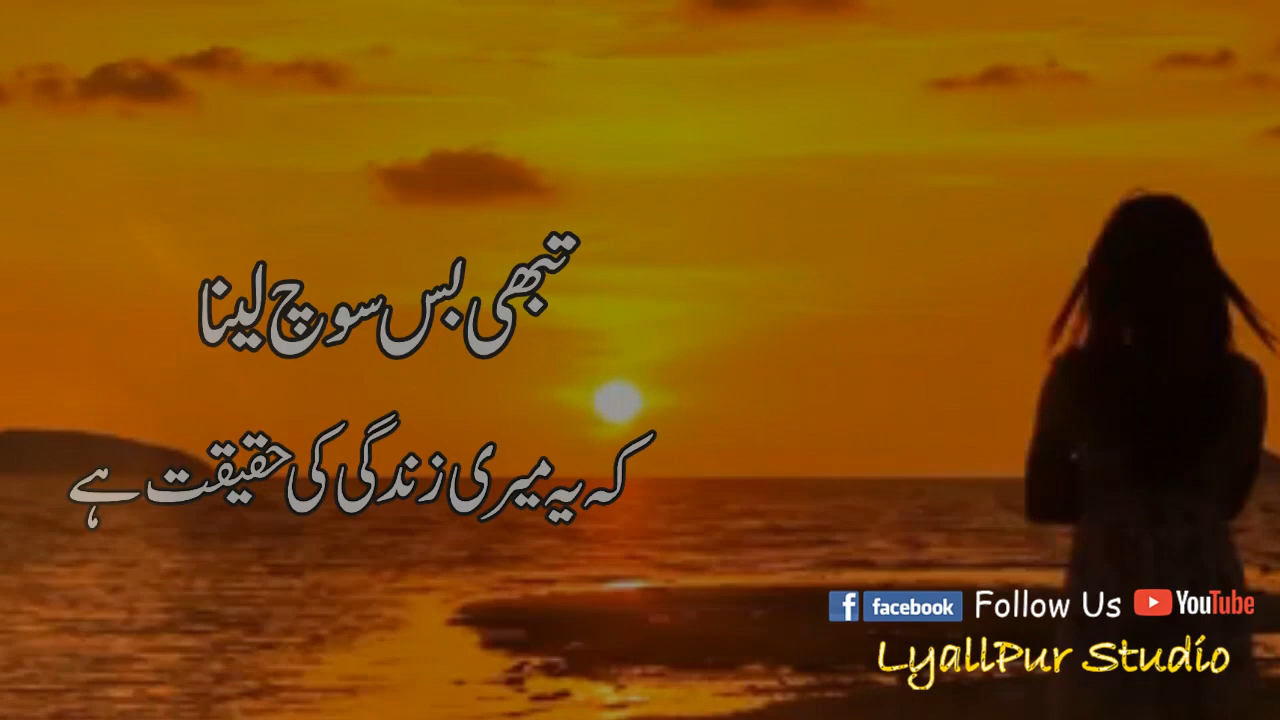 تبھی بس سوچ لینا
کہ یہ میری زندگی کی حقیقت ہے
f facebook Follow Us YouTube
LyallPur Studio